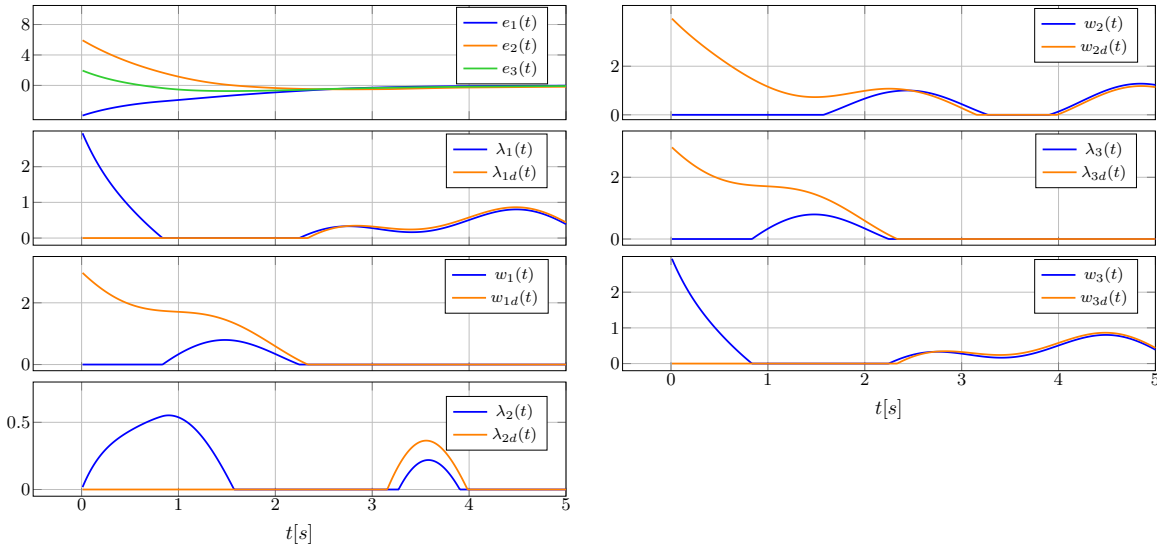 8
4
0
e₁(t)
e₂(t)
e₃(t)
2
1
0
λ₁(t)
λ₁d(t)
2
0
w₁(t)
w₁d(t)
0.5
0
λ₂(t)
λ₂d(t)
0 1 2 3 4 5
t[s]
2
0
w₂(t)
w₂d(t)
2
0
λ₃(t)
λ₃d(t)
2
1
0
w₃(t)
w₃d(t)
0 1 2 3 4 5
t[s]